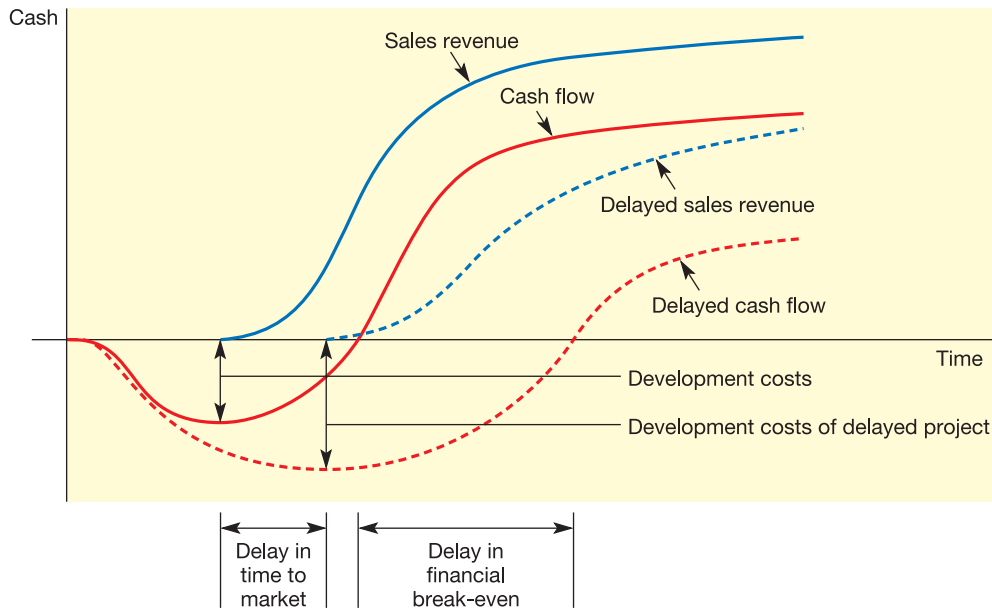 Cash
Sales revenue
Cash flow
Delayed sales revenue
Delayed cash flow
Time
Development costs
Development costs of delayed project
Delay in
time to
market
Delay in
financial
break-even